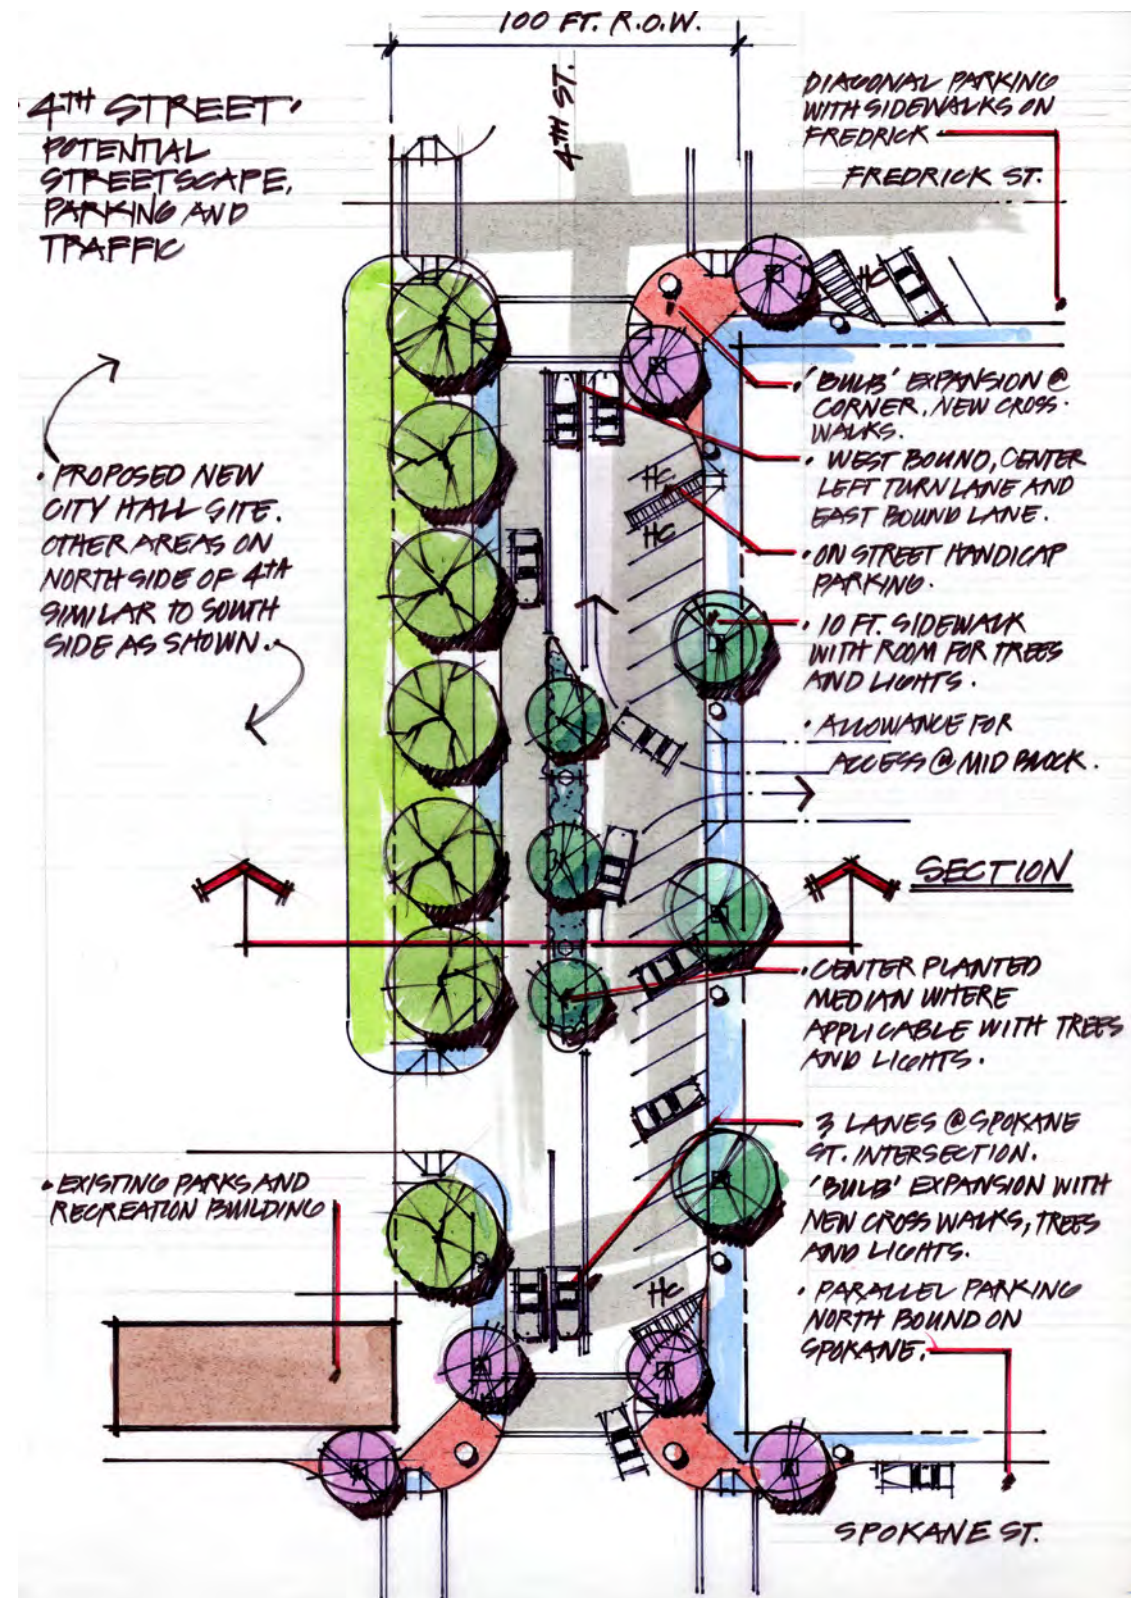 100 FT. R.O.W.
4TH ST.
4TH STREET
POTENTIAL
STREETSCAPE,
PARKING AND
TRAFFIC
DIAGONAL PARKING
WITH SIDEWALKS ON
FREDRICK
FREDRICK ST.
HC
• 'BULB' EXPANSION @
CORNER, NEW CROSS-
WALKS.
• WEST BOUND, CENTER
LEFT TURN LANE AND
EAST BOUND LANE.
HC
HC
• ON STREET HANDICAP
PARKING.
• 10 FT. SIDEWALK
WITH ROOM FOR TREES
AND LIGHTS.
• ALLOWANCE FOR
ACCESS @ MID BLOCK.
• PROPOSED NEW
CITY HALL SITE.
OTHER AREAS ON
NORTH SIDE OF 4TH
SIMILAR TO SOUTH
SIDE AS SHOWN.
SECTION
• CENTER PLANTED
MEDIAN WHERE
APPLICABLE WITH TREES
AND LIGHTS.
• 3 LANES @ SPOKANE
ST. INTERSECTION.
'BULB' EXPANSION WITH
NEW CROSS WALKS, TREES
AND LIGHTS.
• PARALLEL PARKING
NORTH BOUND ON
SPOKANE.
• EXISTING PARKS AND
RECREATION BUILDING
HC
SPOKANE ST.